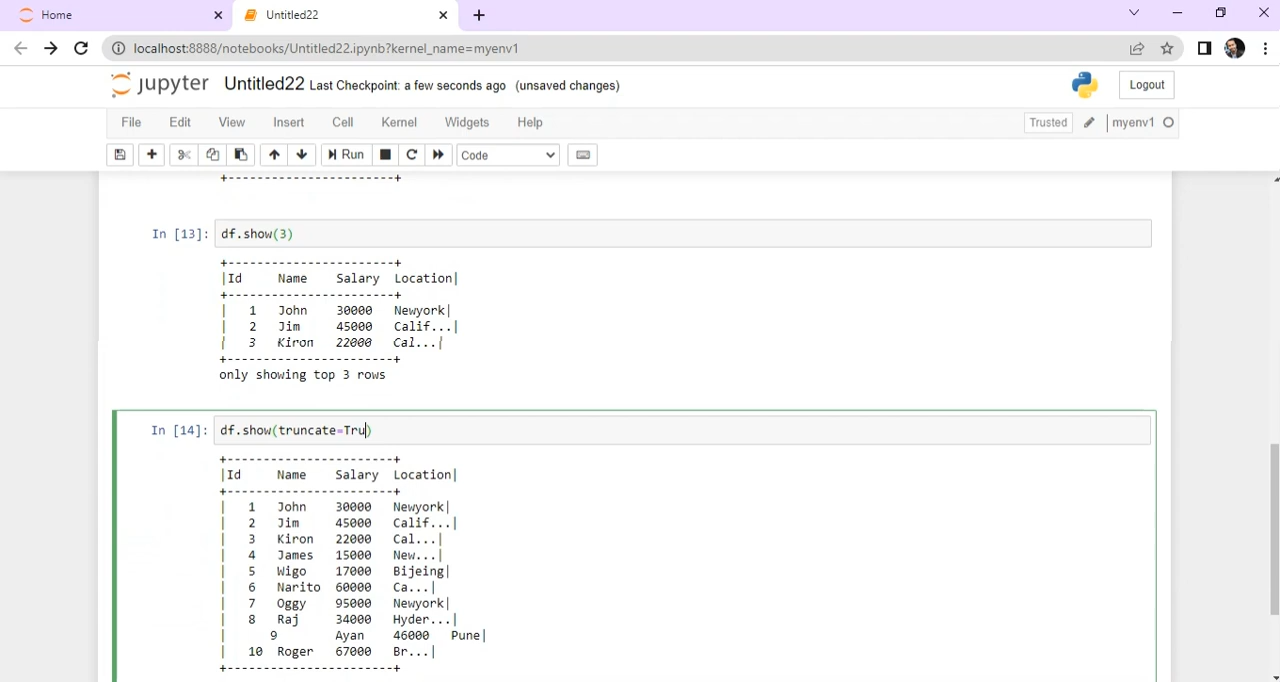 Home
Untitled22
localhost:8888/notebooks/Untitled22.ipynb?kernel_name=myenv1
jupyter Untitled22 Last Checkpoint: a few seconds ago (unsaved changes)
Logout
File Edit View Insert Cell Kernel Widgets Help
Trusted myenv1
Run Code
+----------------------+
In [13]: df.show(3)
+----------------------+
|Id Name Salary Location|
+----------------------+
| 1 John 30000 Newyork|
| 2 Jim 45000 Calif...|
| 3 Kiron 22000 Cal...|
+----------------------+
only showing top 3 rows
In [14]: df.show(truncate=Tru)
+----------------------+
|Id Name Salary Location|
+----------------------+
| 1 John 30000 Newyork|
| 2 Jim 45000 Calif...|
| 3 Kiron 22000 Cal...|
| 4 James 15000 New...|
| 5 Wigo 17000 Bijeing|
| 6 Narito 60000 Ca...|
| 7 Oggy 95000 Newyork|
| 8 Raj 34000 Hyder...|
| 9 Ayan 46000 Pune|
| 10 Roger 67000 Br...|
+----------------------+